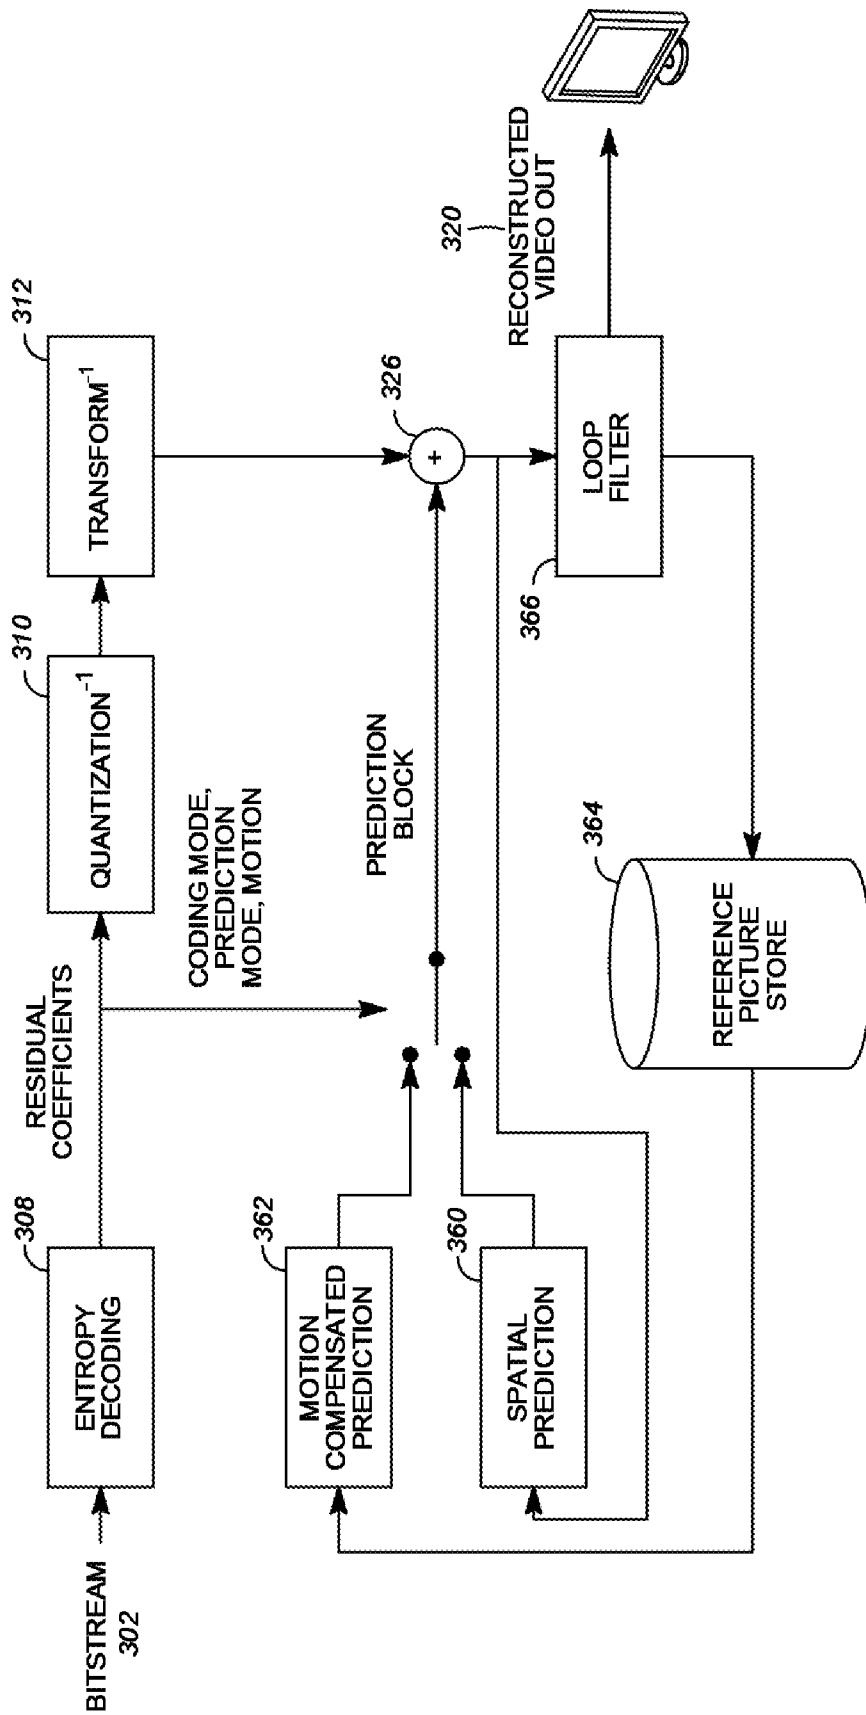 BITSTREAM
302
308
ENTROPY
DECODING
RESIDUAL
COEFFICIENTS
310
QUANTIZATION⁻¹
312
TRANSFORM⁻¹
CODING MODE,
PREDICTION
MODE, MOTION
362
MOTION
COMPENSATED
PREDICTION
360
SPATIAL
PREDICTION
PREDICTION
BLOCK
326
+
366
LOOP
FILTER
320
RECONSTRUCTED
VIDEO OUT
364
REFERENCE
PICTURE
STORE